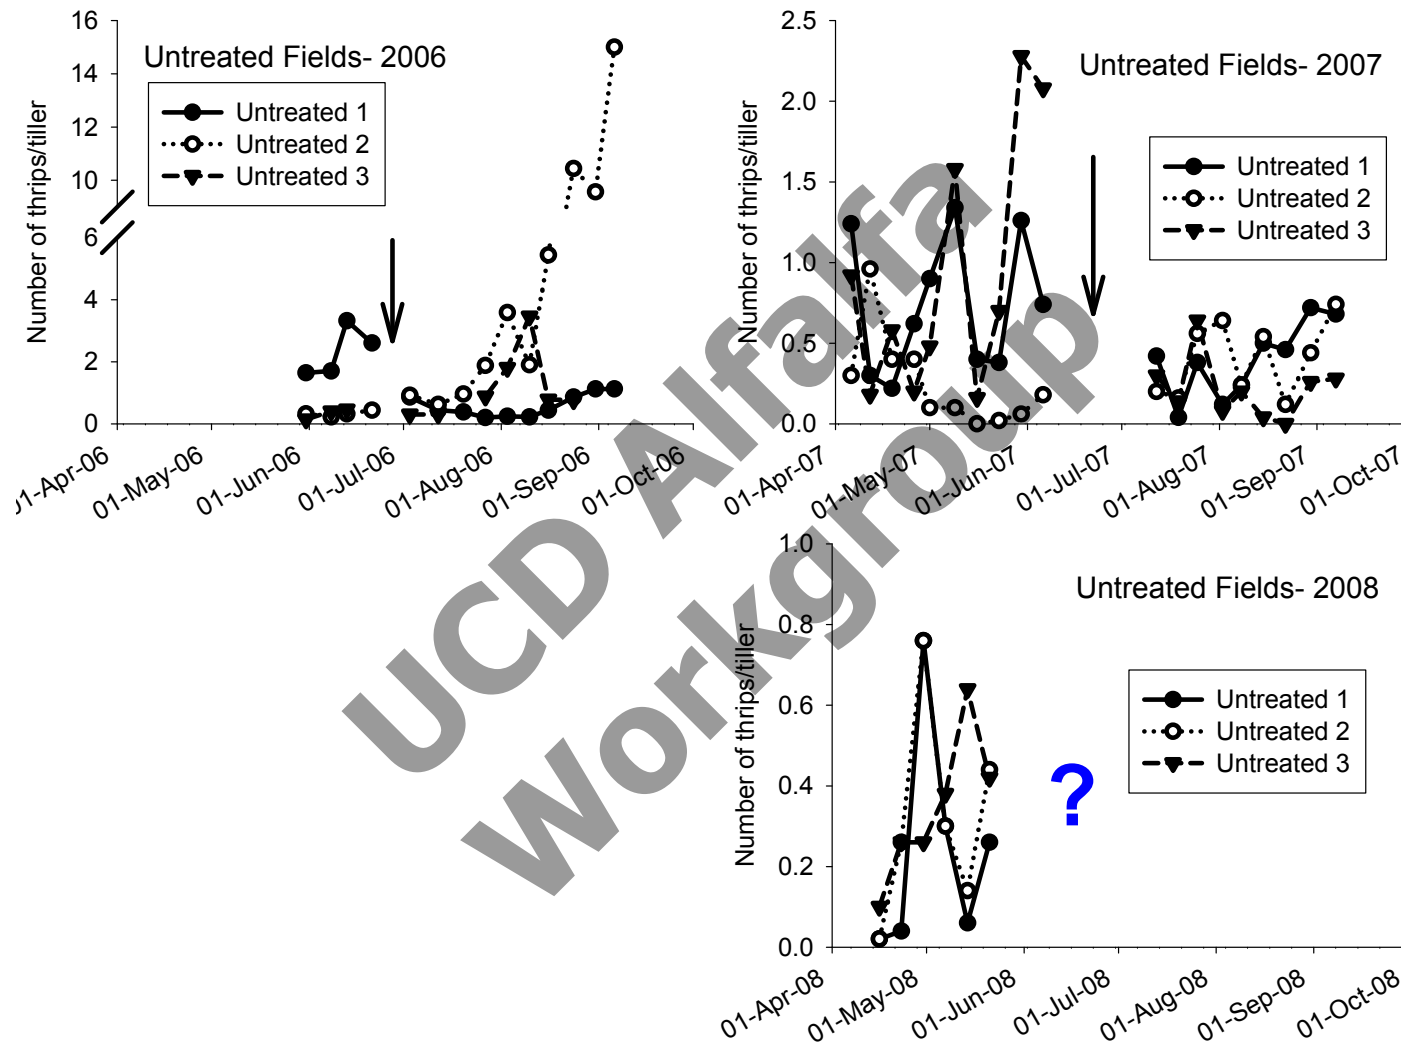 Untreated Fields- 2006
Number of thrips/tiller
16
14
12
10
6
4
2
0
Untreated 1
Untreated 2
Untreated 3
01-Apr-06
01-May-06
01-Jun-06
01-Jul-06
01-Aug-06
01-Sep-06
01-Oct-06
Untreated Fields- 2007
Number of thrips/tiller
2.5
2.0
1.5
1.0
0.5
0.0
Untreated 1
Untreated 2
Untreated 3
01-Apr-07
01-May-07
01-Jun-07
01-Jul-07
01-Aug-07
01-Sep-07
01-Oct-07
UCD Alfalfa
Workgroup
Untreated Fields- 2008
Number of thrips/tiller
1.0
0.8
0.6
0.4
0.2
0.0
Untreated 1
Untreated 2
Untreated 3
?
01-Apr-08
01-May-08
01-Jun-08
01-Jul-08
01-Aug-08
01-Sep-08
01-Oct-08